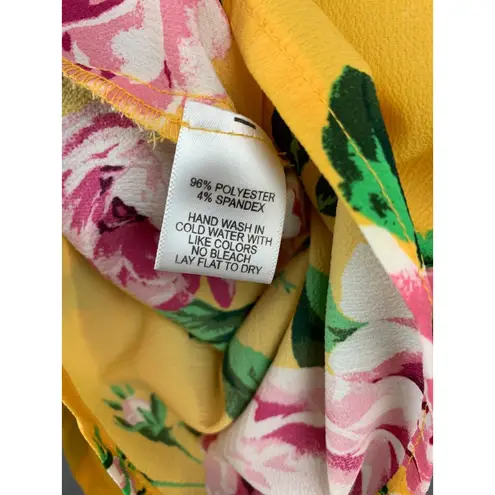 96% POLYESTER
4% SPANDEX
HAND WASH IN
COLD WATER WITH
LIKE COLORS
NO BLEACH
LAY FLAT TO DRY